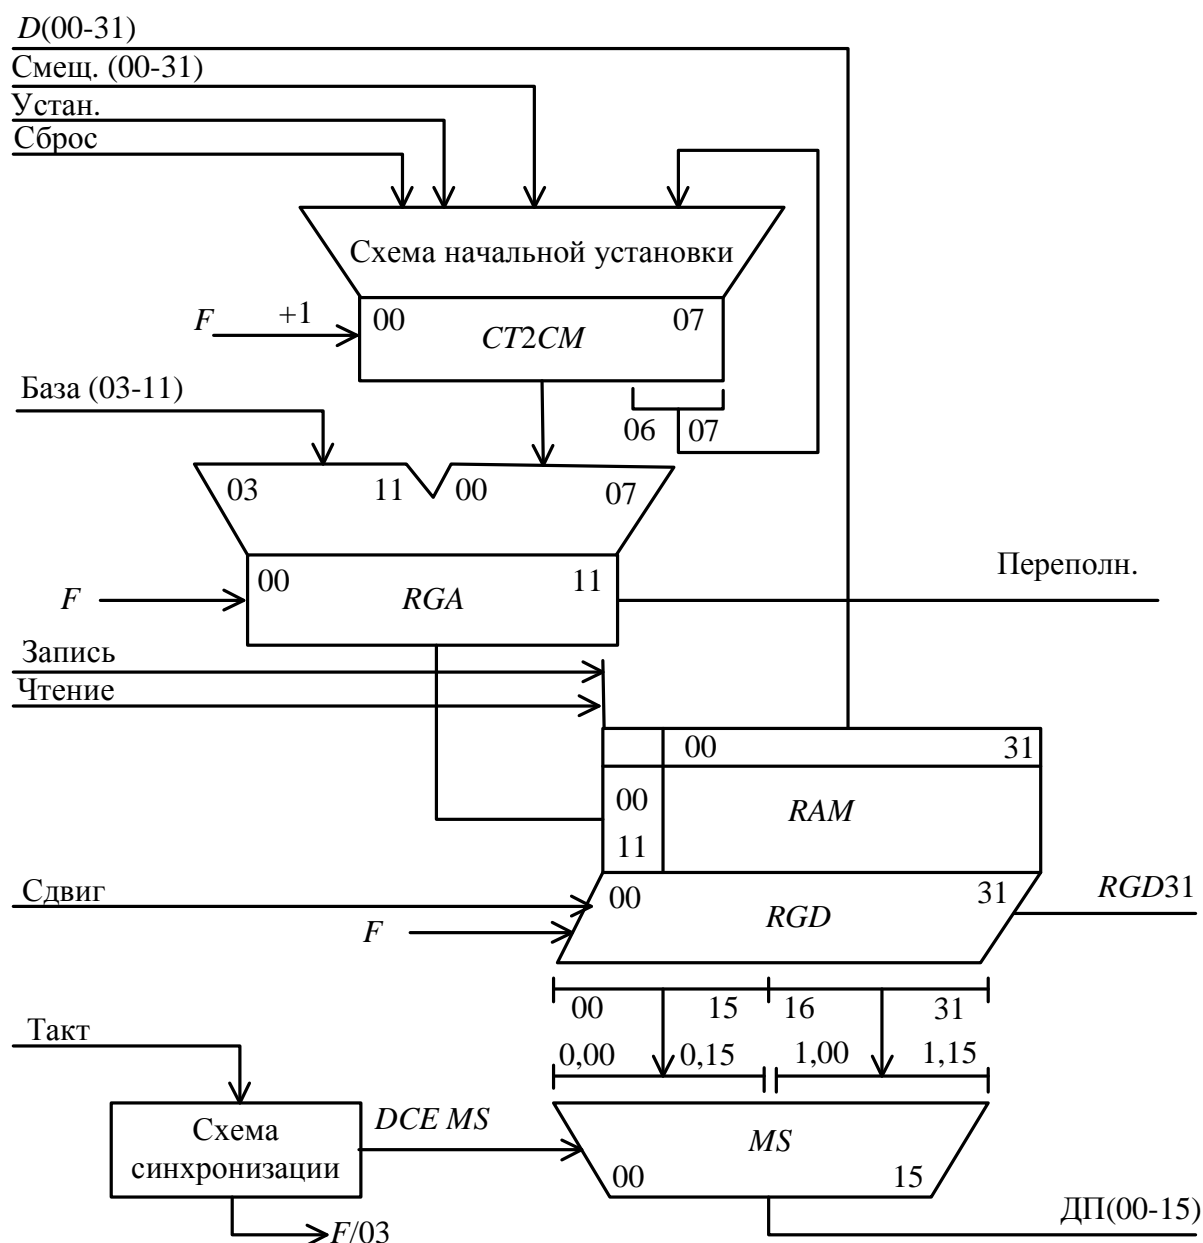 D(00-31)
Смещ. (00-31)
Устан.
Сброс
Схема начальной установки
F +1 00 07
CT2CM
База (03-11)
06 07
03 11 00 07
00 11
F RGA
Переполн.
Запись
Чтение
00 31
00
RAM
11
Сдвиг
00 31
RGD31
F RGD
00 15 16 31
Такт
0,00 0,15 1,00 1,15
DCE MS
Схема
синхронизации
MS
00 15
F/03
ДП(00-15)